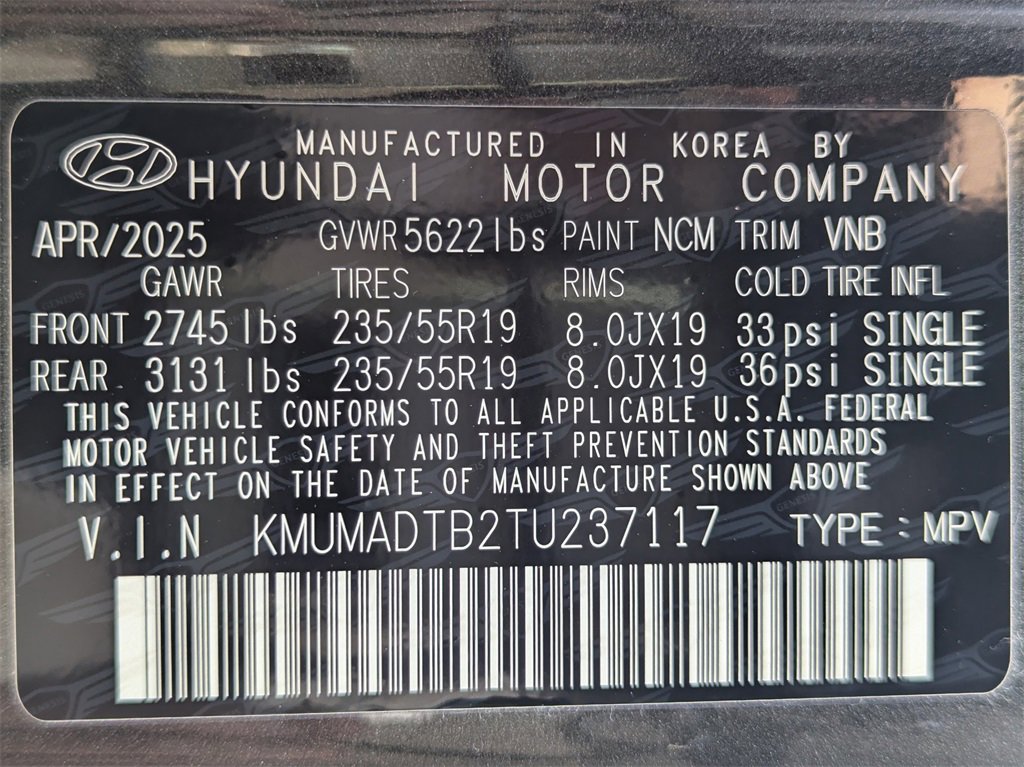 MANUFACTURED IN KOREA BY
HYUNDAI MOTOR COMPANY
APR/2025 GVWR 5622 lbs PAINT NCM TRIM VNB
GAWR TIRES RIMS COLD TIRE INFL
FRONT 2745 lbs 235/55R19 8.0JX19 33psi SINGLE
REAR 3131 lbs 235/55R19 8.0JX19 36psi SINGLE
THIS VEHICLE CONFORMS TO ALL APPLICABLE U.S.A. FEDERAL
MOTOR VEHICLE SAFETY AND THEFT PREVENTION STANDARDS
IN EFFECT ON THE DATE OF MANUFACTURE SHOWN ABOVE
V.I.N KMUMADTB2TU237117 TYPE : MPV